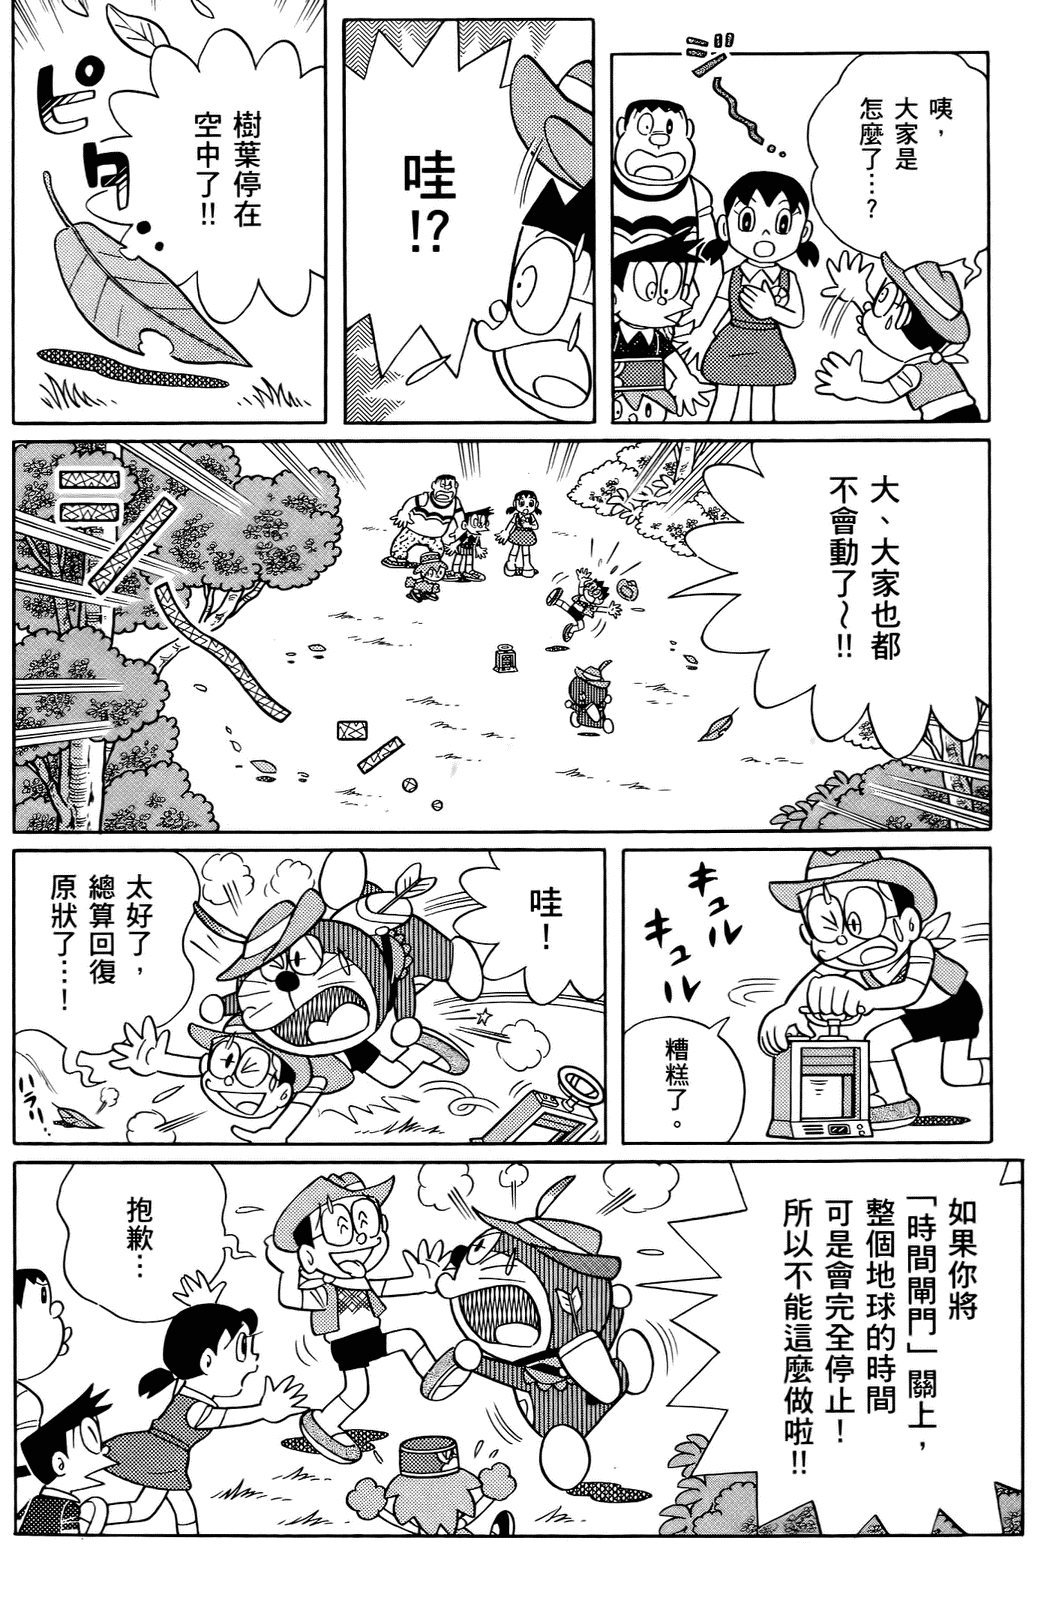 咦，
大家是
怎麼了…？
ジ
哇!?
樹葉停在
空中了!!
ピタ
大、大家也都
不會動了～!!
シ
キュル
キュル
糟糕了。
哇！
太好了，
總算回復
原狀了……！
如果你將
「時間閘門」關上，
整個地球的時間
可是會完全停止！
所以不能這麼做啦!!
抱歉…